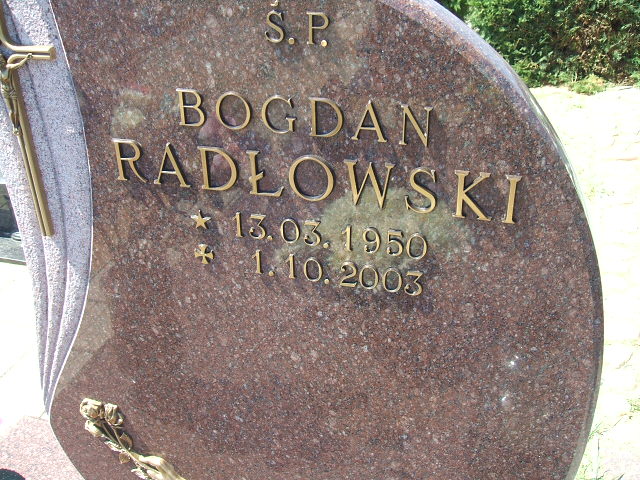 Ś. P.
BOGDAN
RADŁOWSKI
13.03.1950
1.10.2003